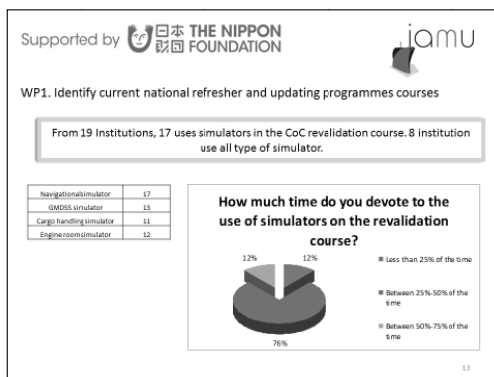 Supported by 日本 THE NIPPON
財団 FOUNDATION
iamu
WP1. Identify current national refresher and updating programmes courses
From 19 Institutions, 17 uses simulators in the CoC revalidation course. 8 institution
use all type of simulator.
Navigationalsimulator 17
GMDSS simulator 13
Cargo handling simulator 11
Engine roomsimulator 12
How much time do you devote to the
use of simulators on the revalidation
course?
12% 12%
76%
Less than 25% of the time
Between 25%-50% of the
time
Between 50%-75% of the
time
13